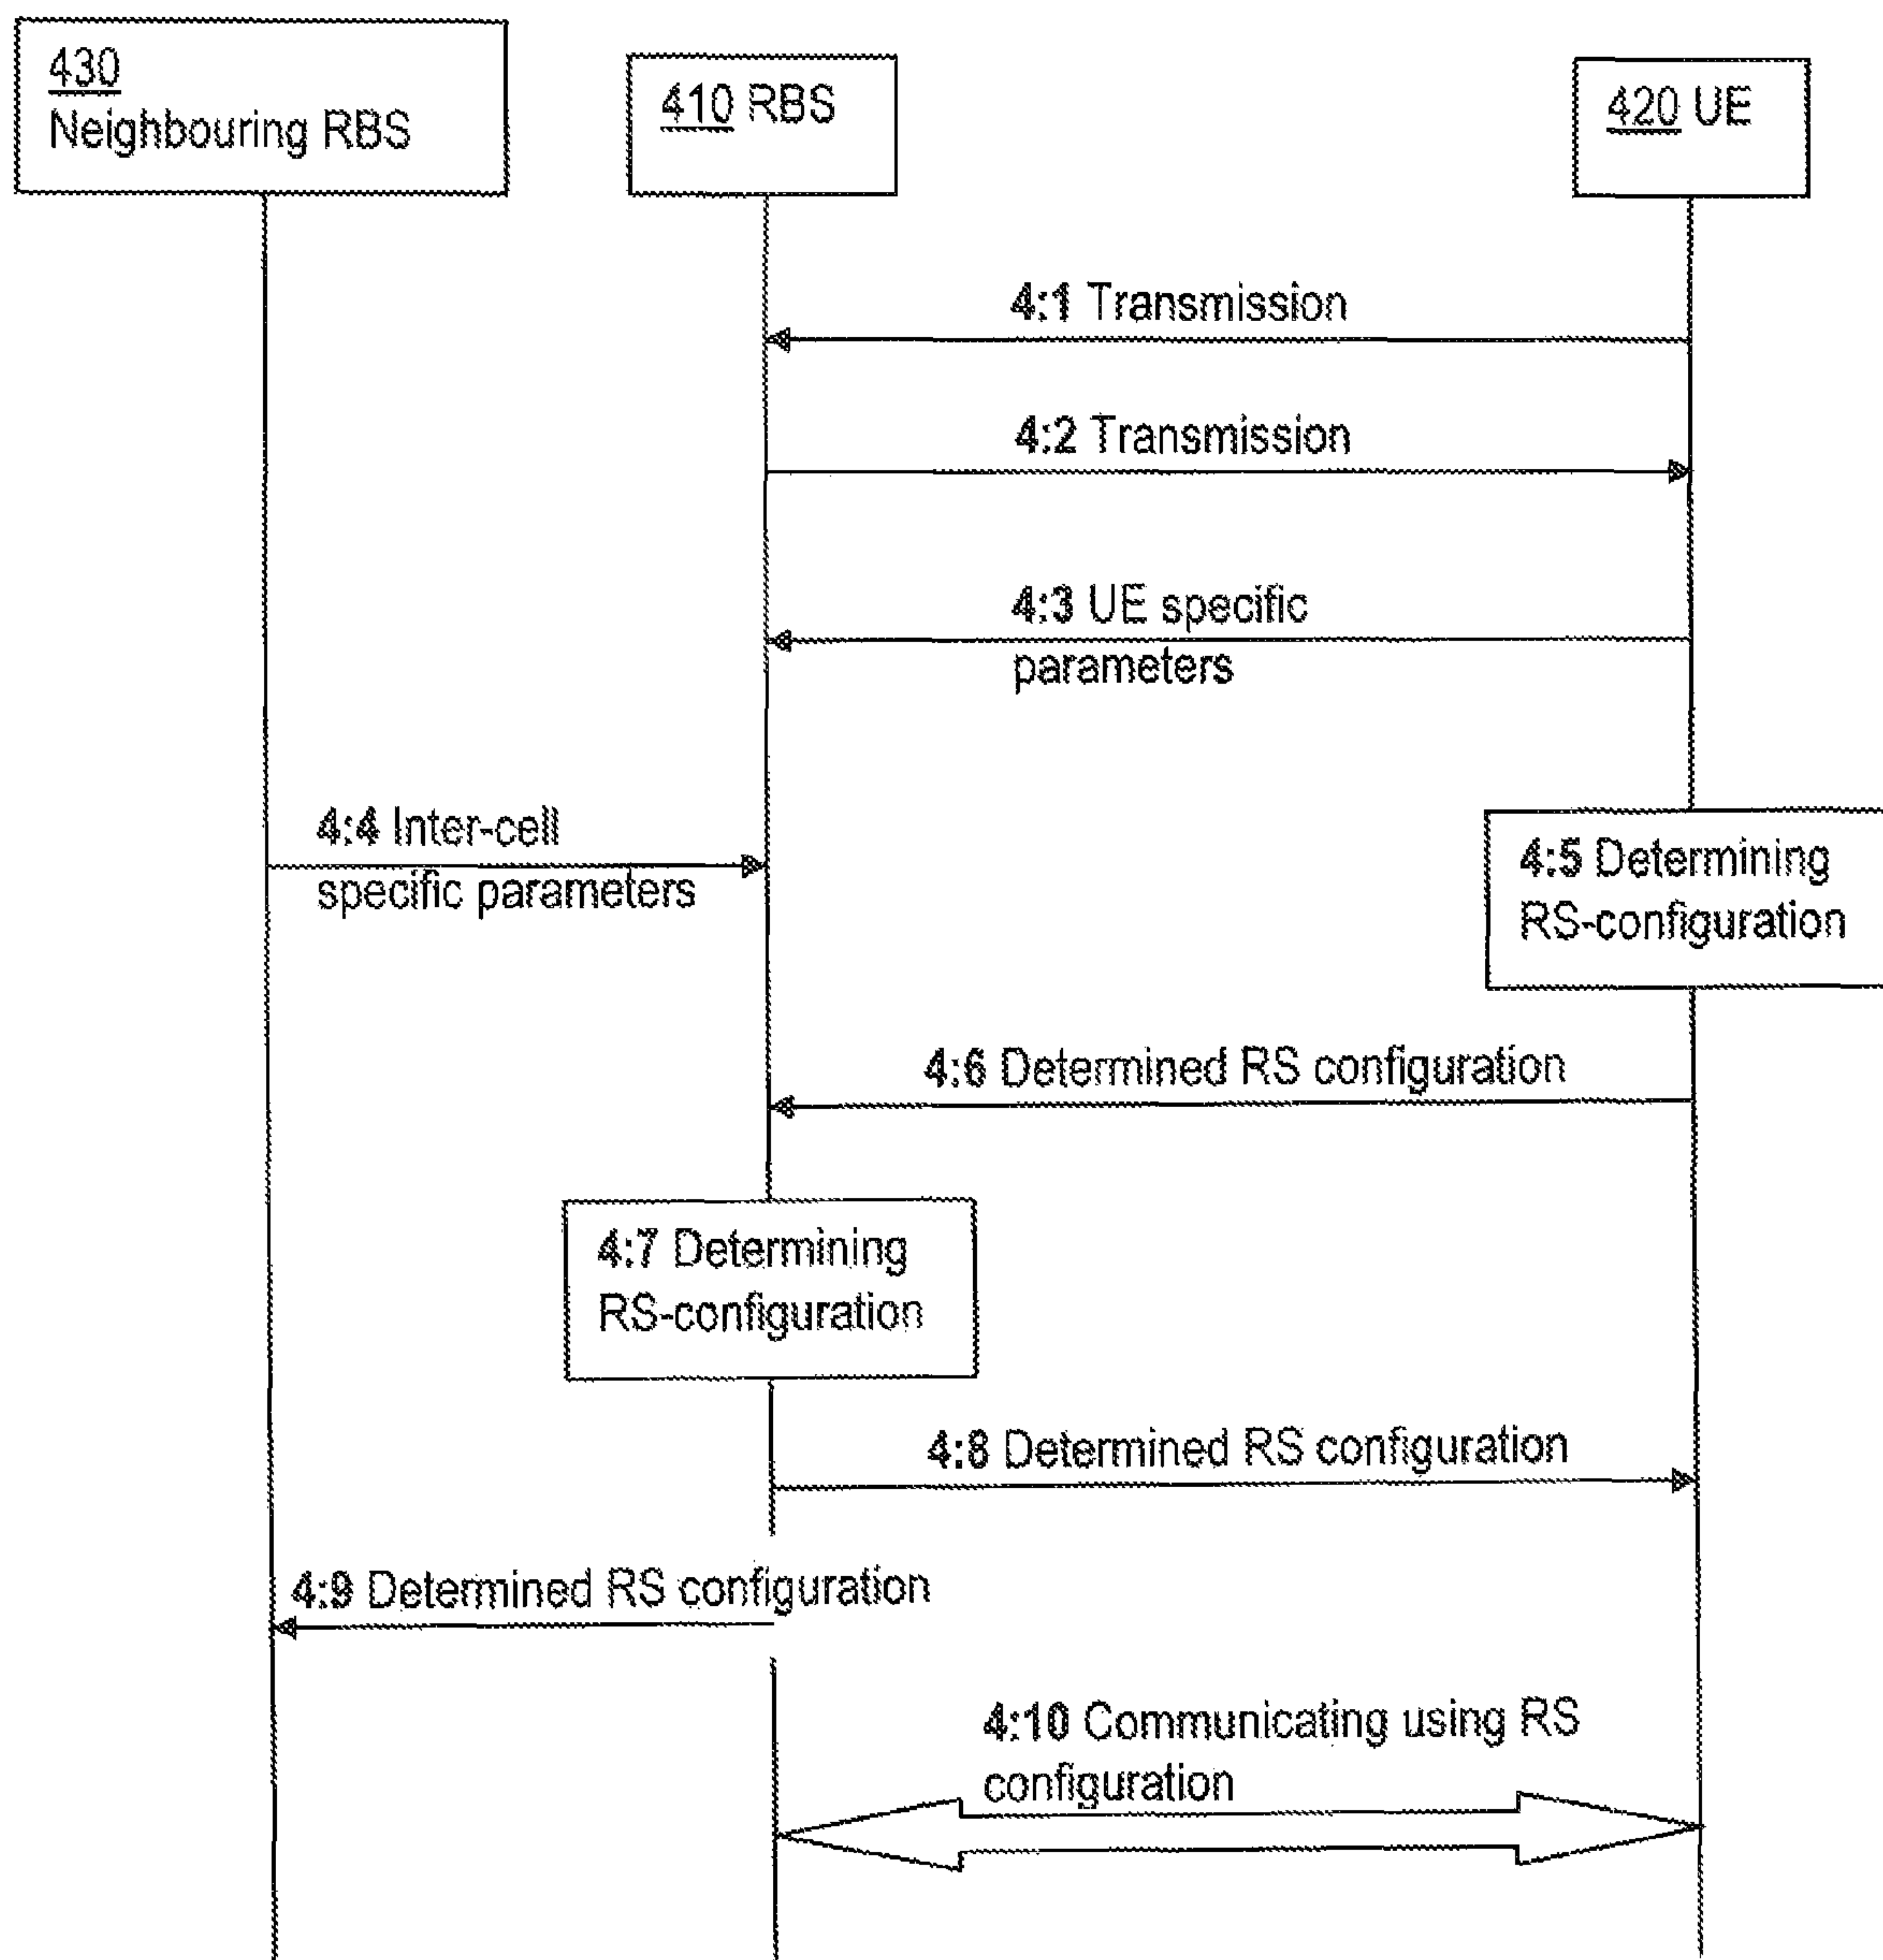 430
Neighbouring RBS
410 RBS
420 UE
4:1 Transmission
4:2 Transmission
4:3 UE specific
parameters
4:4 Inter-cell
specific parameters
4:5 Determining
RS-configuration
4:6 Determined RS configuration
4:7 Determining
RS-configuration
4:8 Determined RS configuration
4:9 Determined RS configuration
4:10 Communicating using RS
configuration